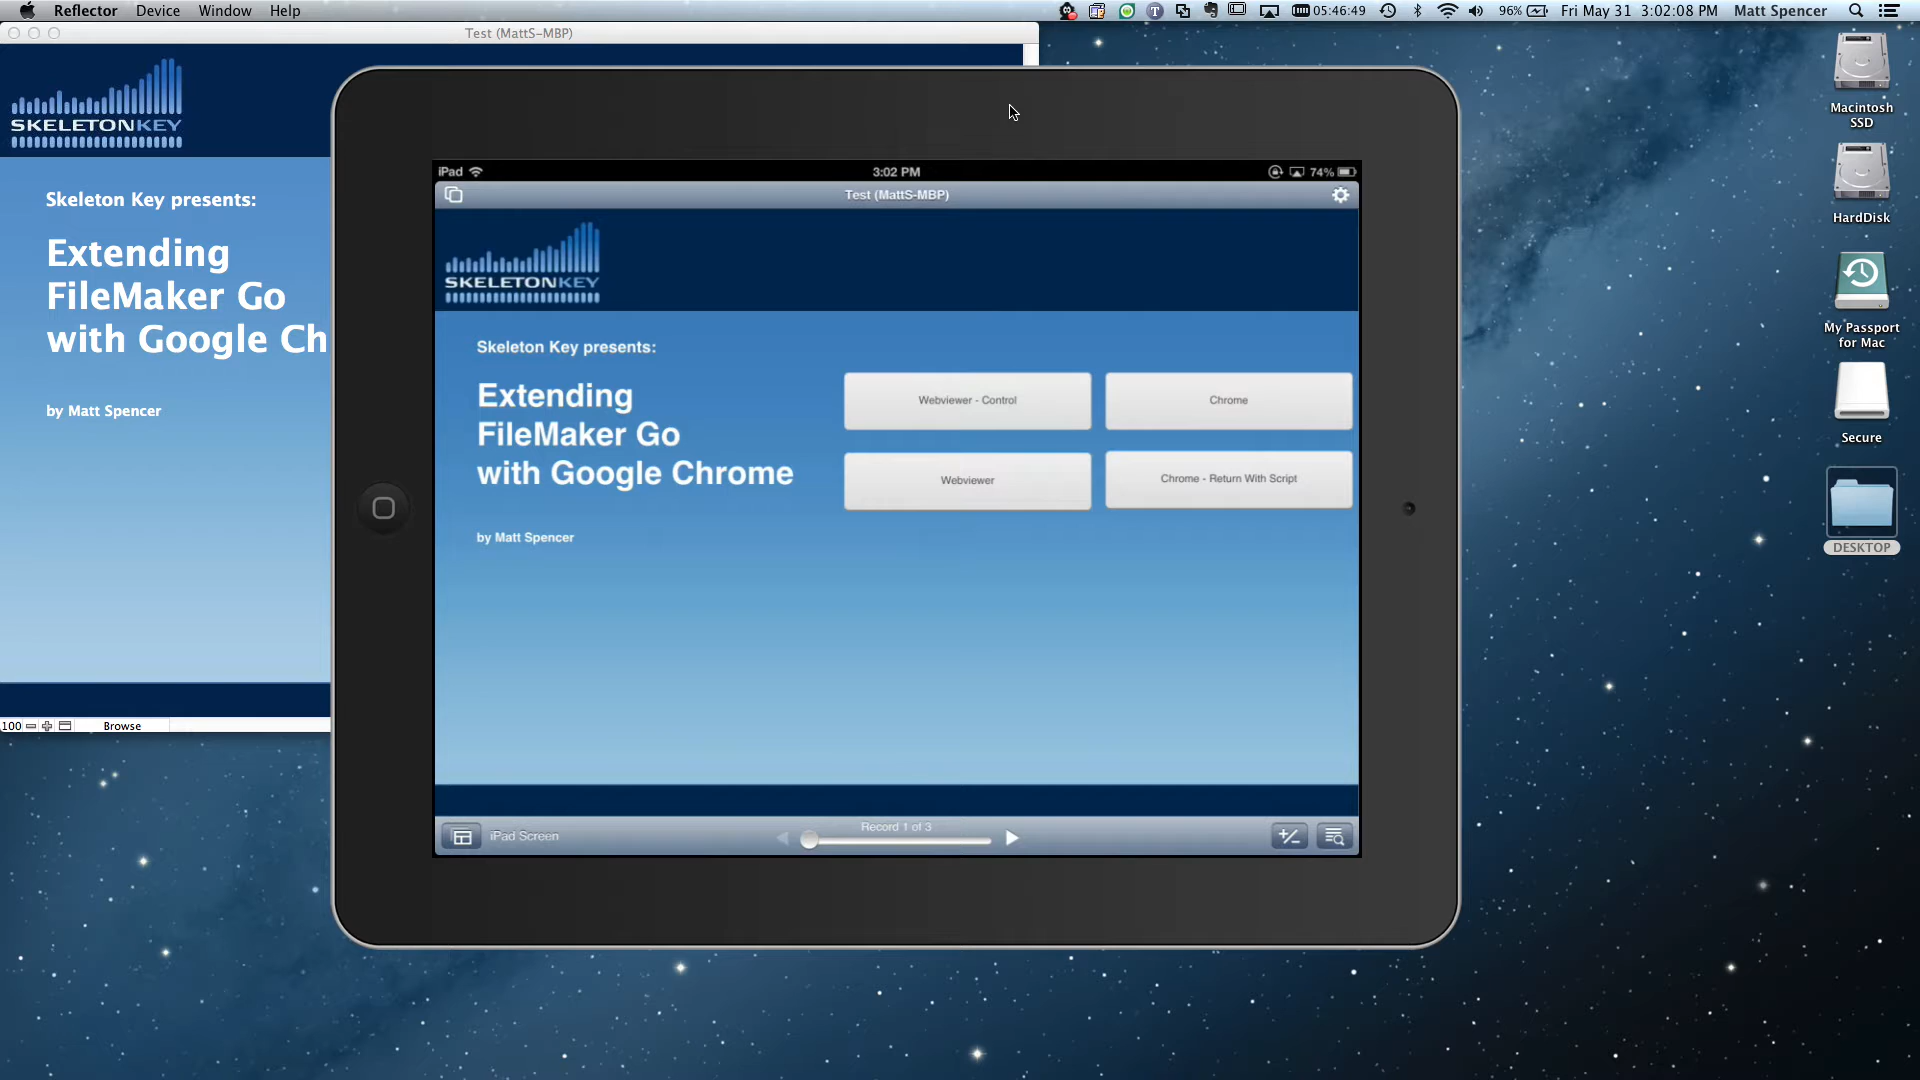 Reflector Device Window Help
05:46:49 96% Fri May 31 3:02:08 PM Matt Spencer
Test (MattS-MBP)
SKELETONKEY
Skeleton Key presents:
Extending
FileMaker Go
with Google Ch
by Matt Spencer
100 Browse
iPad 3:02 PM 74%
Test (MattS-MBP)
SKELETONKEY
Skeleton Key presents:
Extending
FileMaker Go
with Google Chrome
by Matt Spencer
Webviewer - Control
Chrome
Webviewer
Chrome - Return With Script
iPad Screen
Record 1 of 3
+/-
Macintosh
SSD
HardDisk
My Passport
for Mac
Secure
DESKTOP